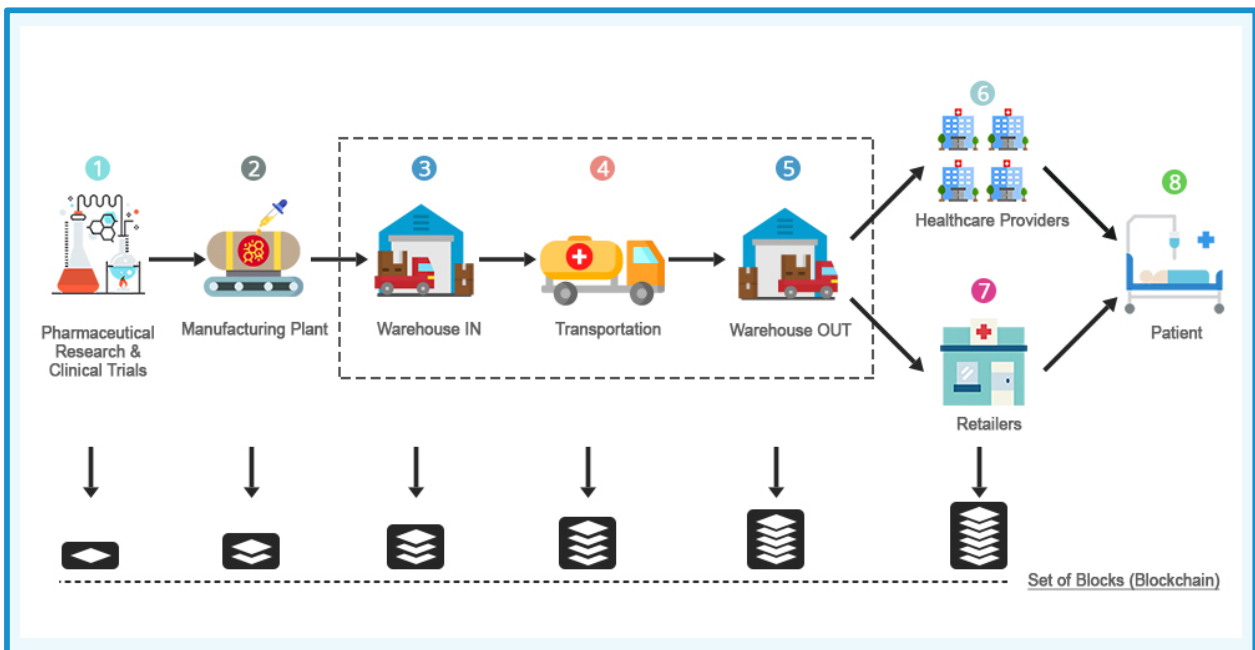 1
Pharmaceutical
Research &
Clinical Trials
2
Manufacturing Plant
3
Warehouse IN
4
Transportation
5
Warehouse OUT
6
Healthcare Providers
7
Retailers
8
Patient
Set of Blocks (Blockchain)